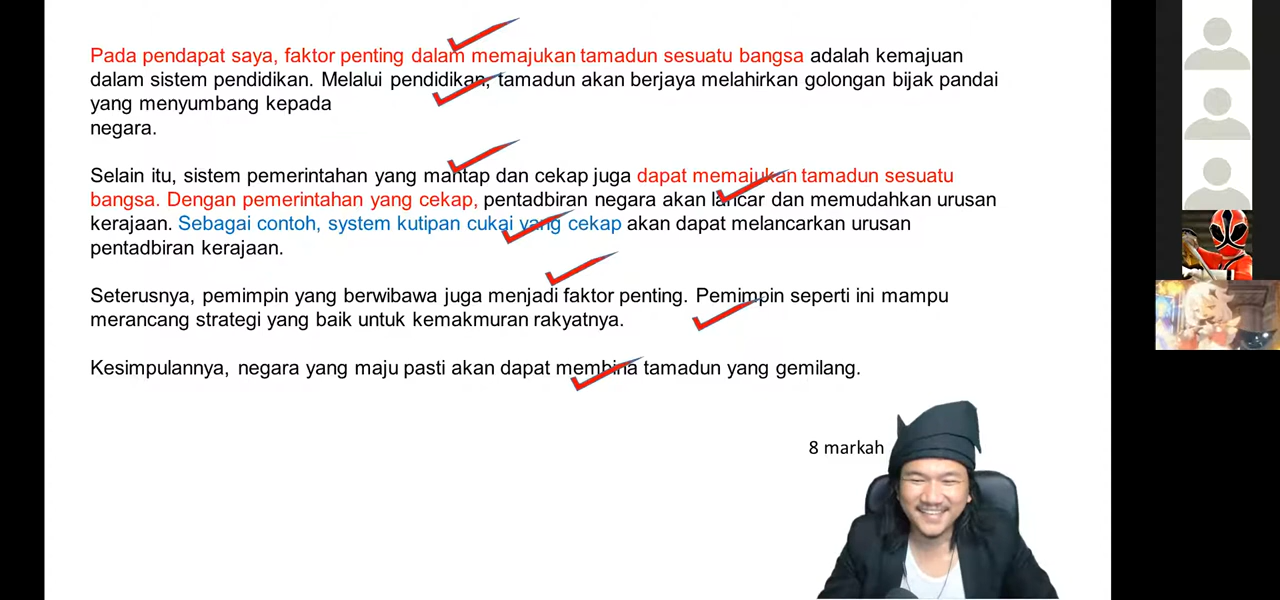 Pada pendapat saya, faktor penting dalam memajukan tamadun sesuatu bangsa adalah kemajuan
dalam sistem pendidikan. Melalui pendidikan, tamadun akan berjaya melahirkan golongan bijak pandai
yang menyumbang kepada
negara.
Selain itu, sistem pemerintahan yang mantap dan cekap juga dapat memajukan tamadun sesuatu
bangsa. Dengan pemerintahan yang cekap, pentadbiran negara akan lancar dan memudahkan urusan
kerajaan. Sebagai contoh, system kutipan cukai yang cekap akan dapat melancarkan urusan
pentadbiran kerajaan.
Seterusnya, pemimpin yang berwibawa juga menjadi faktor penting. Pemimpin seperti ini mampu
merancang strategi yang baik untuk kemakmuran rakyatnya.
Kesimpulannya, negara yang maju pasti akan dapat membina tamadun yang gemilang.
8 markah